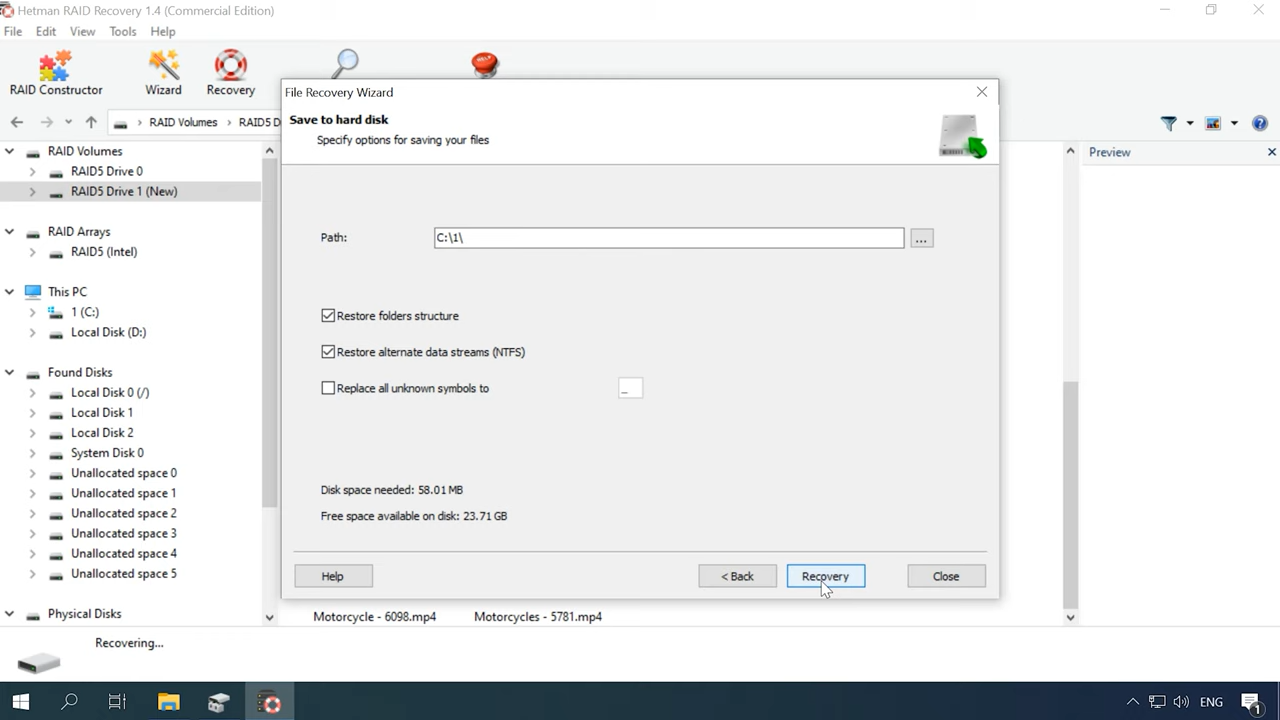 Hetman RAID Recovery 1.4 (Commercial Edition)
File Edit View Tools Help
RAID Constructor Wizard Recovery
HELP
RAID Volumes RAID5 D
Preview
RAID Volumes
RAID5 Drive 0
RAID5 Drive 1 (New)
RAID Arrays
RAID5 (Intel)
This PC
1 (C:)
Local Disk (D:)
Found Disks
Local Disk 0 (/)
Local Disk 1
Local Disk 2
System Disk 0
Unallocated space 0
Unallocated space 1
Unallocated space 2
Unallocated space 3
Unallocated space 4
Unallocated space 5
Physical Disks
File Recovery Wizard
Save to hard disk
Specify options for saving your files
Path: C:\1\ ...
Restore folders structure
Restore alternate data streams (NTFS)
Replace all unknown symbols to _
Disk space needed: 58.01 MB
Free space available on disk: 23.71 GB
Help < Back Recovery Close
Motorcycle - 6098.mp4 Motorcycles - 5781.mp4
Recovering...
ENG 1